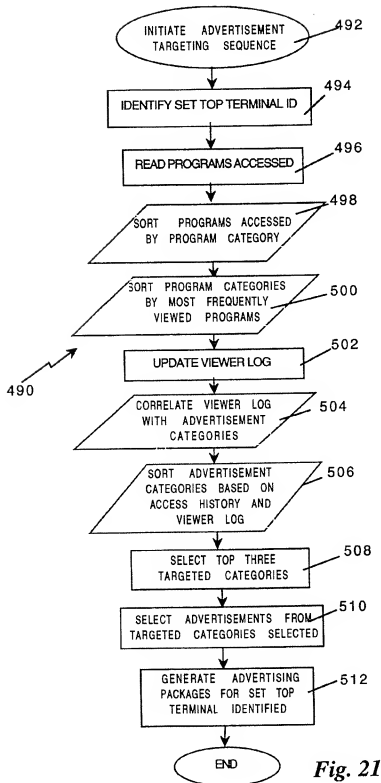 INITIATE ADVERTISEMENT
TARGETING SEQUENCE
492
IDENTIFY SET TOP TERMINAL ID
494
READ PROGRAMS ACCESSED
496
SORT PROGRAMS ACCESSED
BY PROGRAM CATEGORY
498
SORT PROGRAM CATEGORIES
BY MOST FREQUENTLY
VIEWED PROGRAMS
500
490
UPDATE VIEWER LOG
502
CORRELATE VIEWER LOG
WITH ADVERTISEMENT
CATEGORIES
504
SORT ADVERTISEMENT
CATEGORIES BASED ON
ACCESS HISTORY AND
VIEWER LOG
506
SELECT TOP THREE
TARGETED CATEGORIES
508
SELECT ADVERTISEMENTS FROM
TARGETED CATEGORIES SELECTED
510
GENERATE ADVERTISING
PACKAGES FOR SET TOP
TERMINAL IDENTIFIED
512
END
Fig. 21